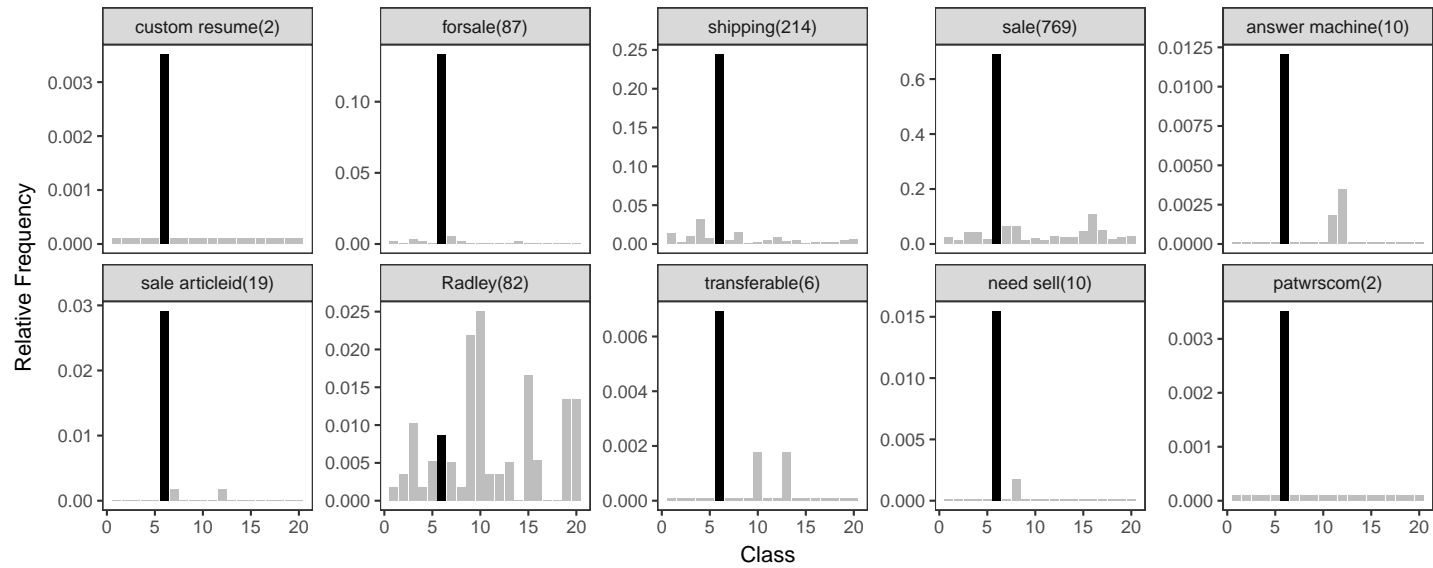 custom resume(2)
forsale(87)
shipping(214)
sale(769)
answer machine(10)
0.003
0.002
0.001
0.000
0.10
0.05
0.00
0.25
0.20
0.15
0.10
0.05
0.00
0.6
0.4
0.2
0.0
0.0125
0.0100
0.0075
0.0050
0.0025
0.0000
sale articleid(19)
Radley(82)
transferable(6)
need sell(10)
patwrscom(2)
0.03
0.02
0.01
0.00
0.025
0.020
0.015
0.010
0.005
0.000
0.006
0.004
0.002
0.000
0.015
0.010
0.005
0.000
0.003
0.002
0.001
0.000
0 5 10 15 20
0 5 10 15 20
0 5 10 15 20
0 5 10 15 20
0 5 10 15 20
Relative Frequency
Class